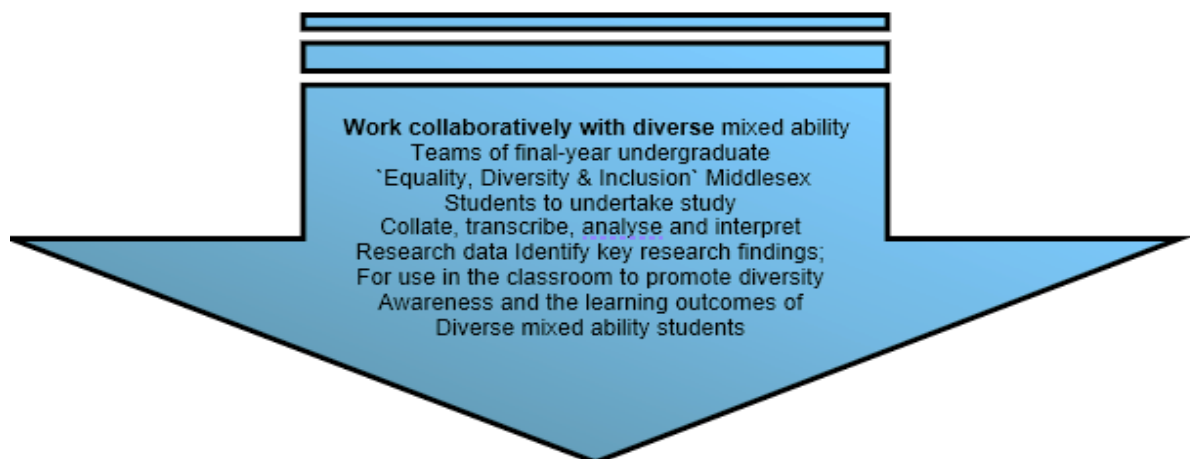 Work collaboratively with diverse mixed ability
Teams of final-year undergraduate
`Equality, Diversity & Inclusion` Middlesex
Students to undertake study
Collate, transcribe, analyse and interpret
Research data Identify key research findings;
For use in the classroom to promote diversity
Awareness and the learning outcomes of
Diverse mixed ability students